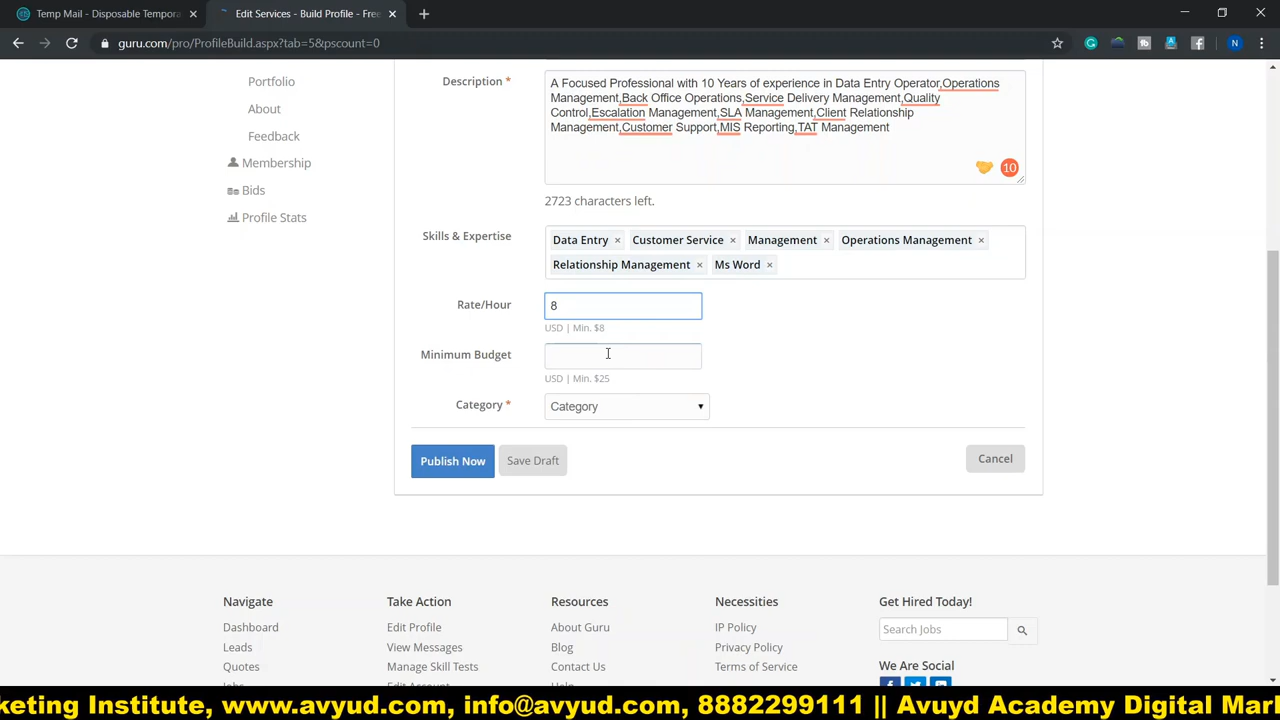 Temp Mail - Disposable Tempora
Edit Services - Build Profile - Free
guru.com/pro/ProfileBuild.aspx?tab=5&pscount=0
N
Portfolio
About
Feedback
Membership
Bids
Profile Stats
Description *
A Focused Professional with 10 Years of experience in Data Entry Operator,Operations
Management,Back Office Operations,Service Delivery Management,Quality
Control,Escalation Management,SLA Management,Client Relationship
Management,Customer Support,MIS Reporting,TAT Management
10
2723 characters left.
Skills & Expertise
Data Entry × Customer Service × Management × Operations Management ×
Relationship Management × Ms Word ×
Rate/Hour
8
USD | Min. $8
Minimum Budget
USD | Min. $25
Category *
Category
Publish Now
Save Draft
Cancel
Navigate
Dashboard
Leads
Quotes
Take Action
Edit Profile
View Messages
Manage Skill Tests
Resources
About Guru
Blog
Contact Us
Necessities
IP Policy
Privacy Policy
Terms of Service
Get Hired Today!
Search Jobs
We Are Social
keting Institute, www.avyud.com, info@avyud.com, 8882299111 || Avuyd Academy Digital Mar